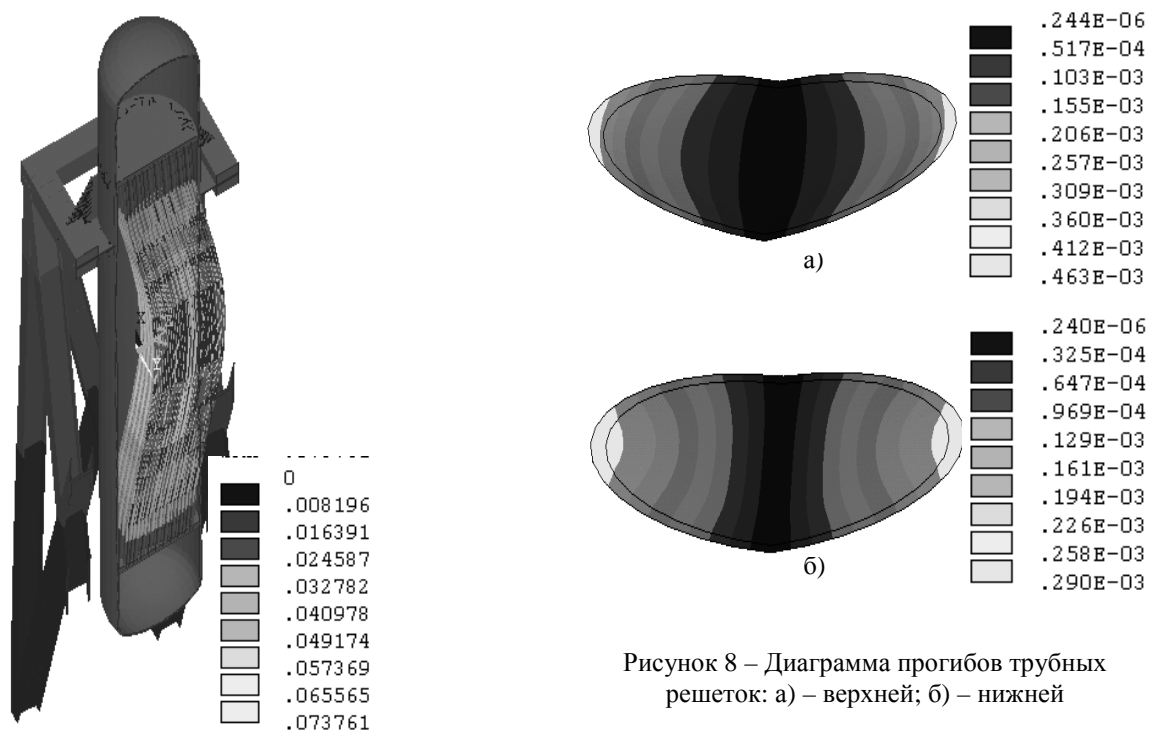 .244E-06
.517E-04
.103E-03
.155E-03
.206E-03
.257E-03
.309E-03
.360E-03
.412E-03
.463E-03
а)
.240E-06
.325E-04
.647E-04
.969E-04
.129E-03
.161E-03
.194E-03
.226E-03
.258E-03
.290E-03
б)
0
.008196
.016391
.024587
.032782
.040978
.049174
.057369
.065565
.073761
Рисунок 8 – Диаграмма прогибов трубных
решеток: а) – верхней; б) – нижней